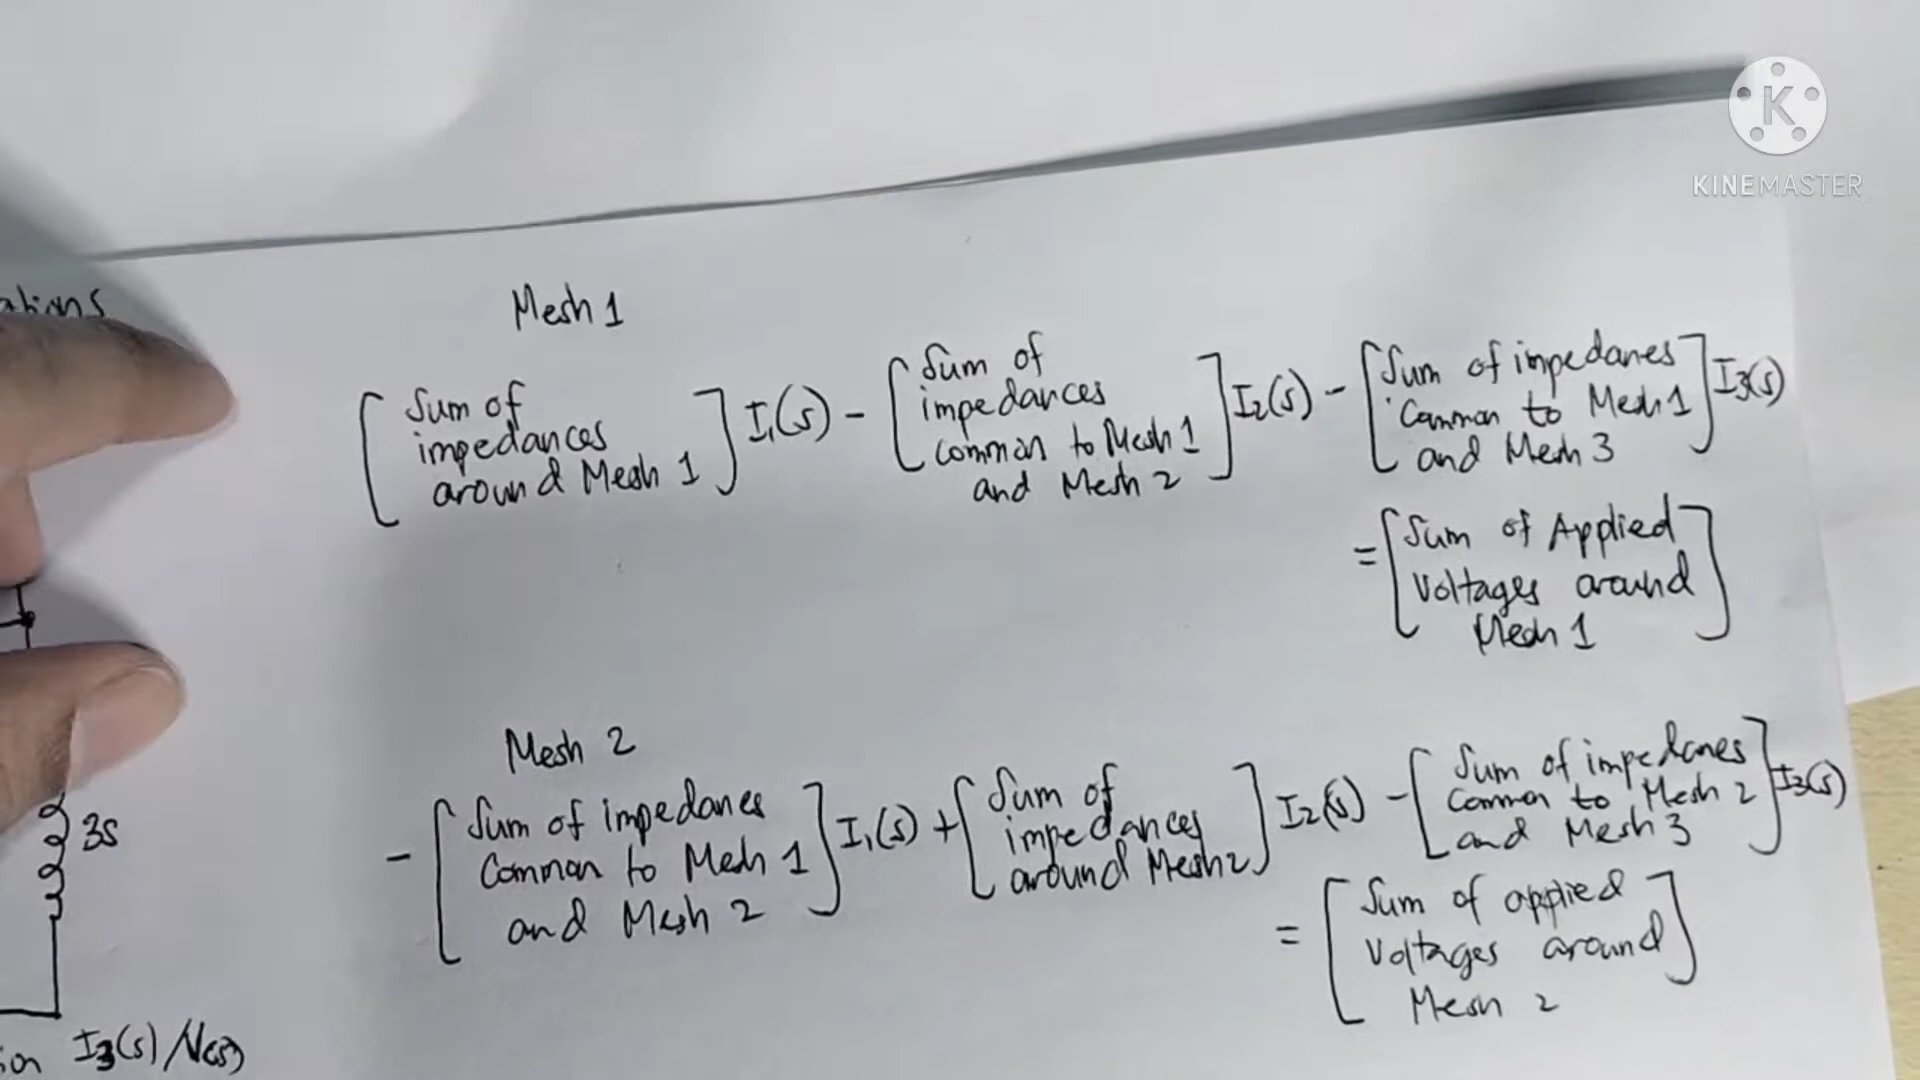 KINEMASTER
Mesh 1
[Sum of impedances around Mesh 1] I₁(s) - [Sum of impedances common to Mesh 1 and Mesh 2] I₂(s) - [Sum of impedanes Common to Mesh 1 and Mesh 3] I₃(s)
= [Sum of Applied Voltages around Mesh 1]
Mesh 2
- [Sum of impedanes Common to Mesh 1 and Mesh 2] I₁(s) + [Sum of impedances around Mesh 2] I₂(s) - [Sum of impedanes Common to Mesh 2 and Mesh 3] I₃(s)
= [Sum of applied Voltages around Mesh 2]
3s
I₃(s)/V(s)